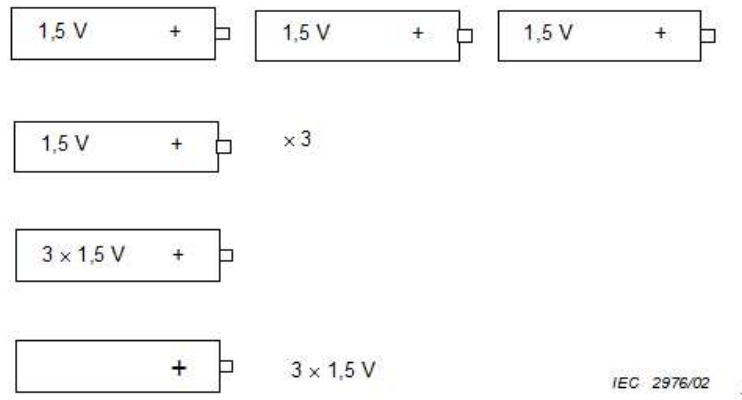 1,5 V + 1,5 V + 1,5 V +
1,5 V + × 3
3 × 1,5 V +
+ 3 × 1,5 V
IEC 2976/02